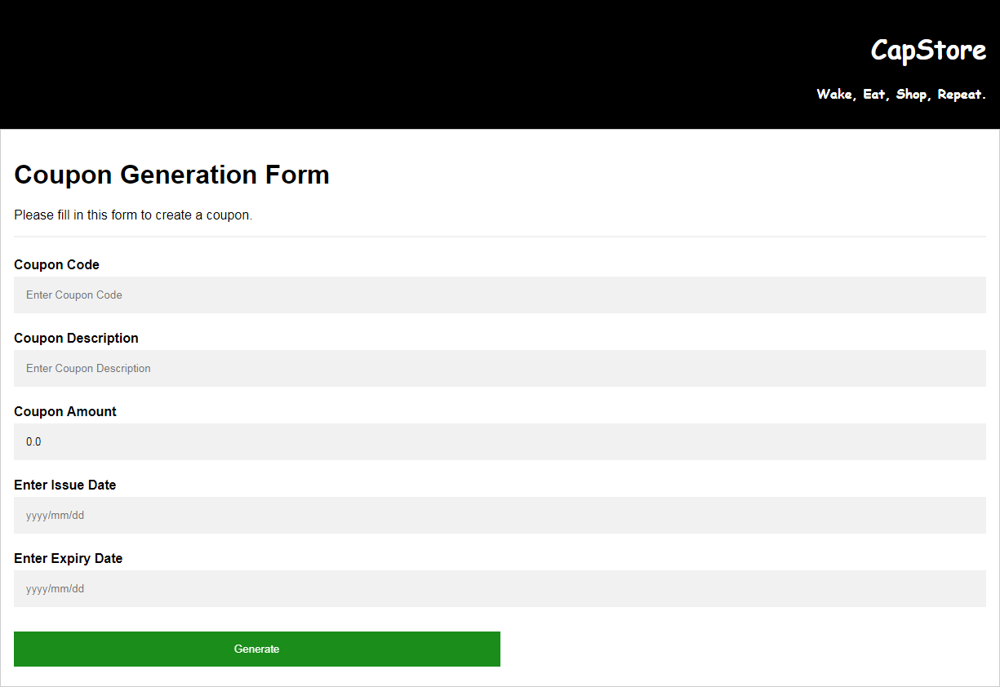 CapStore
Wake, Eat, Shop, Repeat.
Coupon Generation Form
Please fill in this form to create a coupon.
Coupon Code
Enter Coupon Code
Coupon Description
Enter Coupon Description
Coupon Amount
0.0
Enter Issue Date
yyyy/mm/dd
Enter Expiry Date
yyyy/mm/dd
Generate